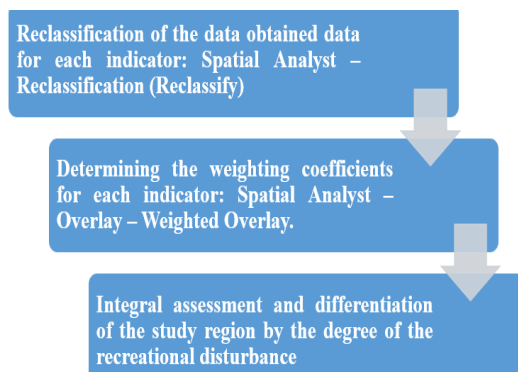 Reclassification of the data obtained data
for each indicator: Spatial Analyst –
Reclassification (Reclassify)
Determining the weighting coefficients
for each indicator: Spatial Analyst –
Overlay – Weighted Overlay.
Integral assessment and differentiation
of the study region by the degree of the
recreational disturbance